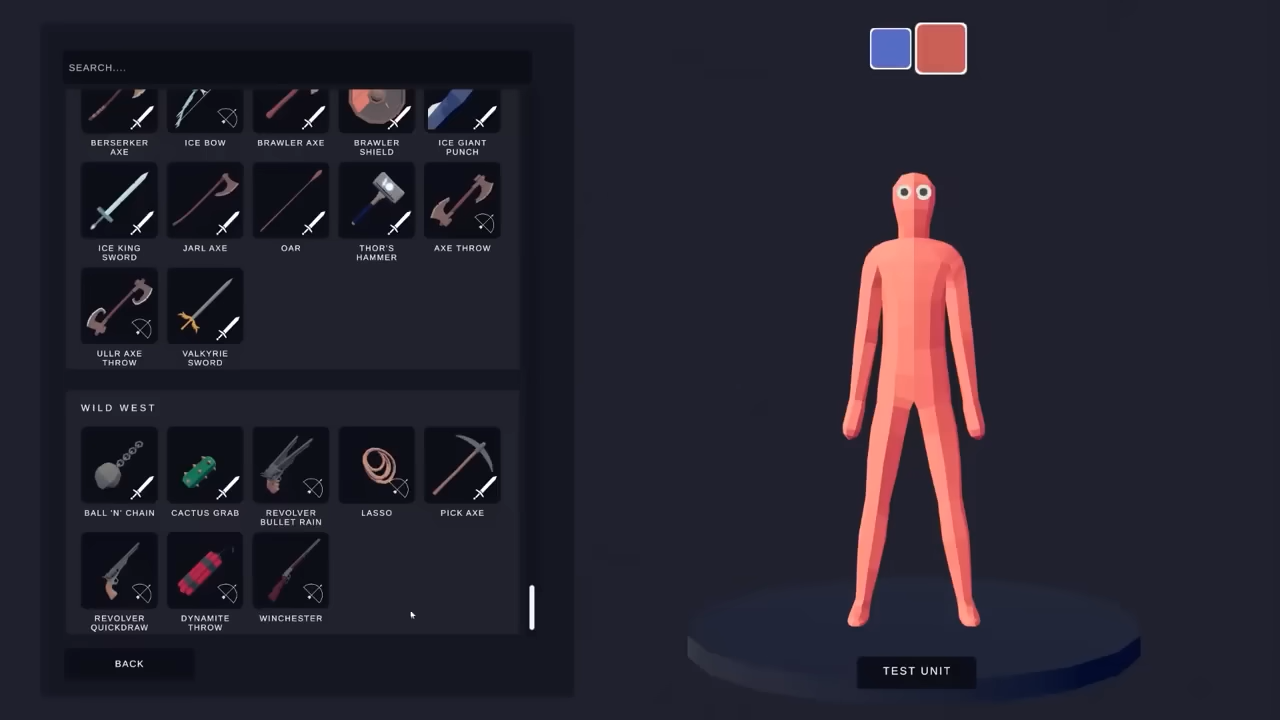 SEARCH....
BERSERKER AXE
ICE BOW
BRAWLER AXE
BRAWLER SHIELD
ICE GIANT PUNCH
ICE KING SWORD
JARL AXE
OAR
THOR'S HAMMER
AXE THROW
ULLR AXE THROW
VALKYRIE SWORD
WILD WEST
BALL 'N' CHAIN
CACTUS GRAB
REVOLVER BULLET RAIN
LASSO
PICK AXE
REVOLVER QUICKDRAW
DYNAMITE THROW
WINCHESTER
BACK
TEST UNIT